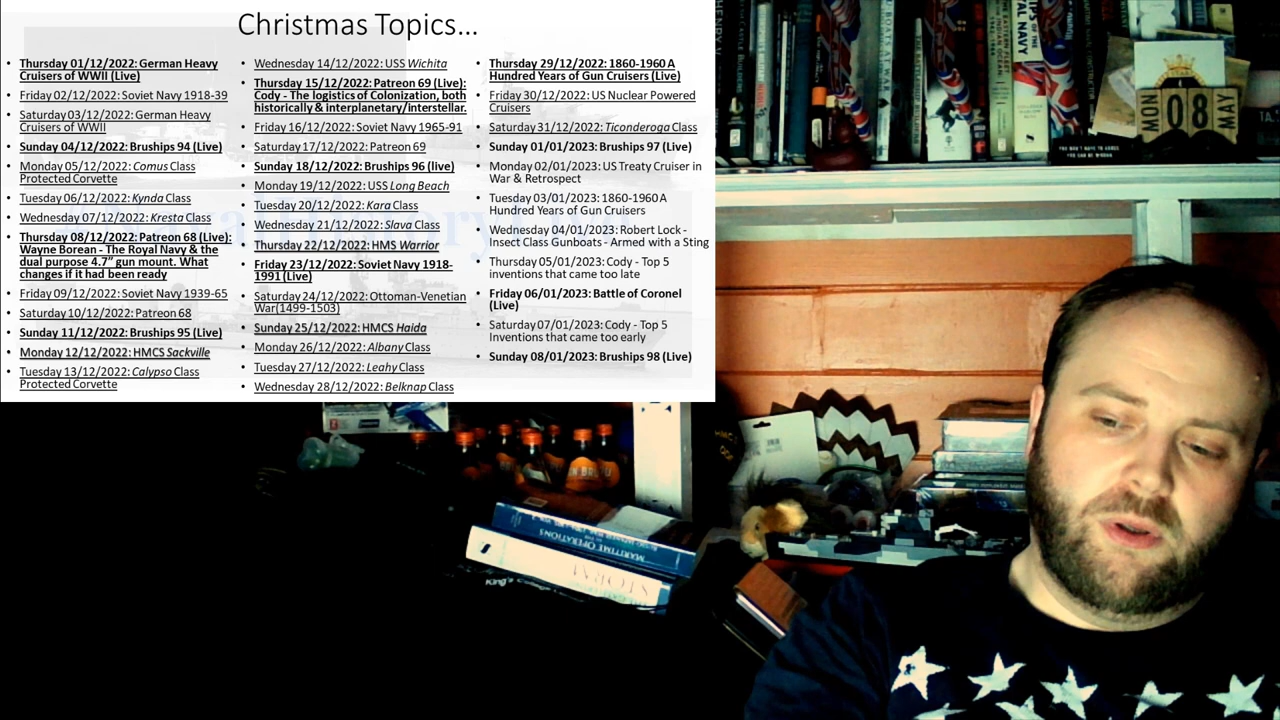 Christmas Topics...
Thursday 01/12/2022: German Heavy
Cruisers of WWII (Live)
Friday 02/12/2022: Soviet Navy 1918-39
Saturday 03/12/2022: German Heavy
Cruisers of WWII
Sunday 04/12/2022: Bruships 94 (Live)
Monday 05/12/2022: Comus Class
Protected Corvette
Tuesday 06/12/2022: Kynda Class
Wednesday 07/12/2022: Kresta Class
Thursday 08/12/2022: Patreon 68 (Live):
Wayne Borean - The Royal Navy & the
dual purpose 4.7" gun mount. What
changes if it had been ready
Friday 09/12/2022: Soviet Navy 1939-65
Saturday 10/12/2022: Patreon 68
Sunday 11/12/2022: Bruships 95 (Live)
Monday 12/12/2022: HMCS Sackville
Tuesday 13/12/2022: Calypso Class
Protected Corvette
Wednesday 14/12/2022: USS Wichita
Thursday 15/12/2022: Patreon 69 (Live):
Cody - The logistics of Colonization, both
historically & interplanetary/interstellar.
Friday 16/12/2022: Soviet Navy 1965-91
Saturday 17/12/2022: Patreon 69
Sunday 18/12/2022: Bruships 96 (live)
Monday 19/12/2022: USS Long Beach
Tuesday 20/12/2022: Kara Class
Wednesday 21/12/2022: Slava Class
Thursday 22/12/2022: HMS Warrior
Friday 23/12/2022: Soviet Navy 1918-
1991 (Live)
Saturday 24/12/2022: Ottoman-Venetian
War(1499-1503)
Sunday 25/12/2022: HMCS Haida
Monday 26/12/2022: Albany Class
Tuesday 27/12/2022: Leahy Class
Wednesday 28/12/2022: Belknap Class
Thursday 29/12/2022: 1860-1960 A
Hundred Years of Gun Cruisers (Live)
Friday 30/12/2022: US Nuclear Powered
Cruisers
Saturday 31/12/2022: Ticonderoga Class
Sunday 01/01/2023: Bruships 97 (Live)
Monday 02/01/2023: US Treaty Cruiser in
War & Retrospect
Tuesday 03/01/2023: 1860-1960 A
Hundred Years of Gun Cruisers
Wednesday 04/01/2023: Robert Lock -
Insect Class Gunboats - Armed with a Sting
Thursday 05/01/2023: Cody - Top 5
inventions that came too late
Friday 06/01/2023: Battle of Coronel
(Live)
Saturday 07/01/2023: Cody - Top 5
Inventions that came too early
Sunday 08/01/2023: Bruships 98 (Live)
MON 08 MAY
MARITIME OPERATIONS
STORM